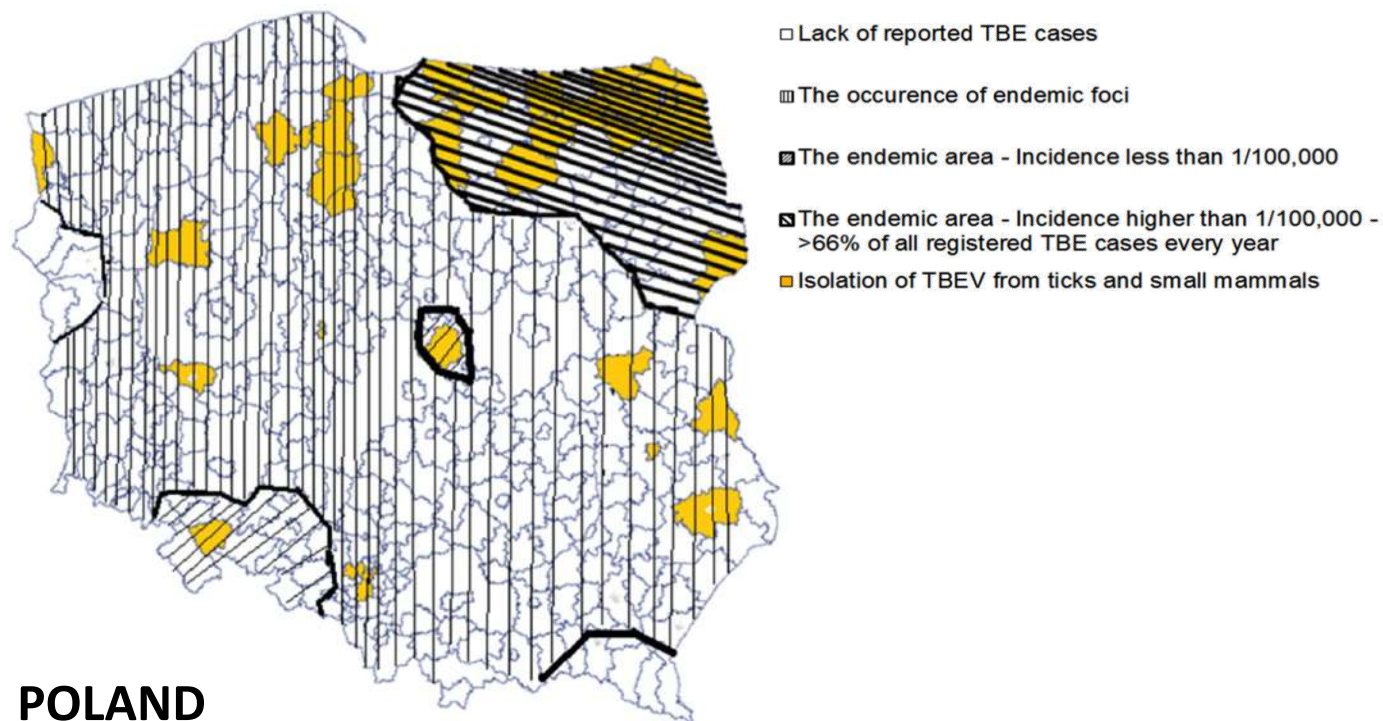 Lack of reported TBE cases
The occurence of endemic foci
The endemic area - Incidence less than 1/100,000
The endemic area - Incidence higher than 1/100,000 -
>66% of all registered TBE cases every year
Isolation of TBEV from ticks and small mammals
POLAND